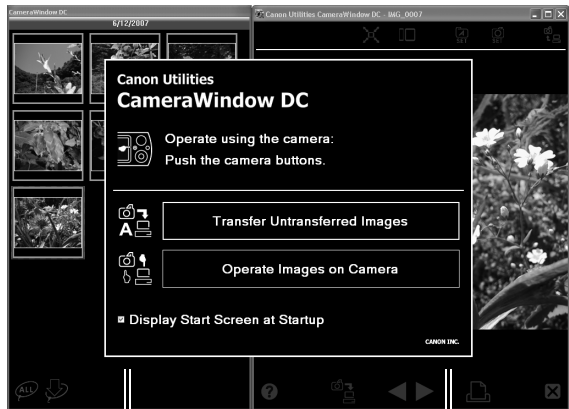 CameraWindow DC
6/12/2007
Canon Utilities CameraWindow DC - IMG_0007
Canon Utilities
CameraWindow DC
Operate using the camera:
Push the camera buttons.
A
Transfer Untransferred Images
Operate Images on Camera
Display Start Screen at Startup
CANON INC.
ALL
?